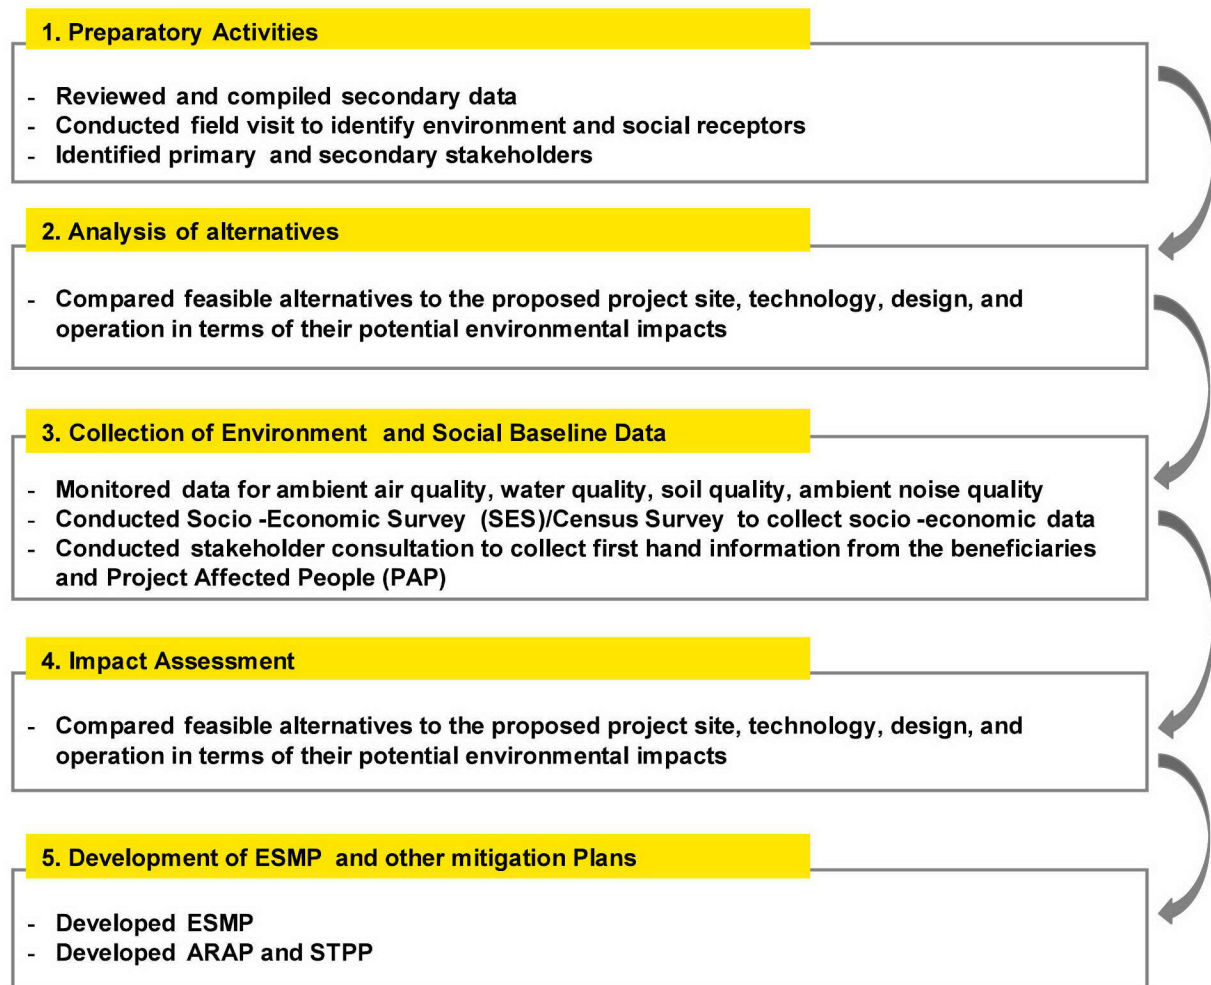 1. Preparatory Activities
- Reviewed and compiled secondary data
- Conducted field visit to identify environment and social receptors
- Identified primary and secondary stakeholders
2. Analysis of alternatives
- Compared feasible alternatives to the proposed project site, technology, design, and
operation in terms of their potential environmental impacts
3. Collection of Environment and Social Baseline Data
- Monitored data for ambient air quality, water quality, soil quality, ambient noise quality
- Conducted Socio -Economic Survey (SES)/Census Survey to collect socio -economic data
- Conducted stakeholder consultation to collect first hand information from the beneficiaries
and Project Affected People (PAP)
4. Impact Assessment
- Compared feasible alternatives to the proposed project site, technology, design, and
operation in terms of their potential environmental impacts
5. Development of ESMP and other mitigation Plans
- Developed ESMP
- Developed ARAP and STPP